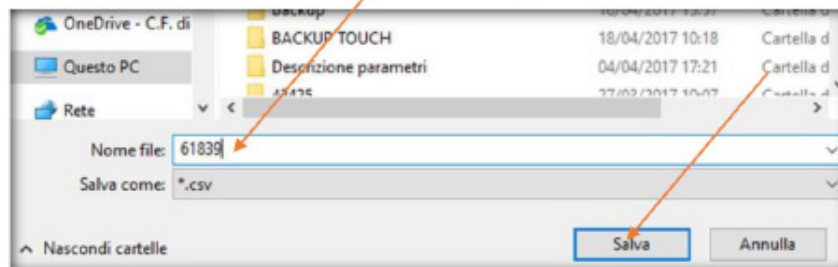 OneDrive - C.F. di
Backup
BACKUP TOUCH 18/04/2017 10:18 Cartella d
Questo PC
Descrizione parametri 04/04/2017 17:21 Cartella d
Rete
Nome file: 61839
Salva come: *.csv
Nascondi cartelle
Salva
Annulla